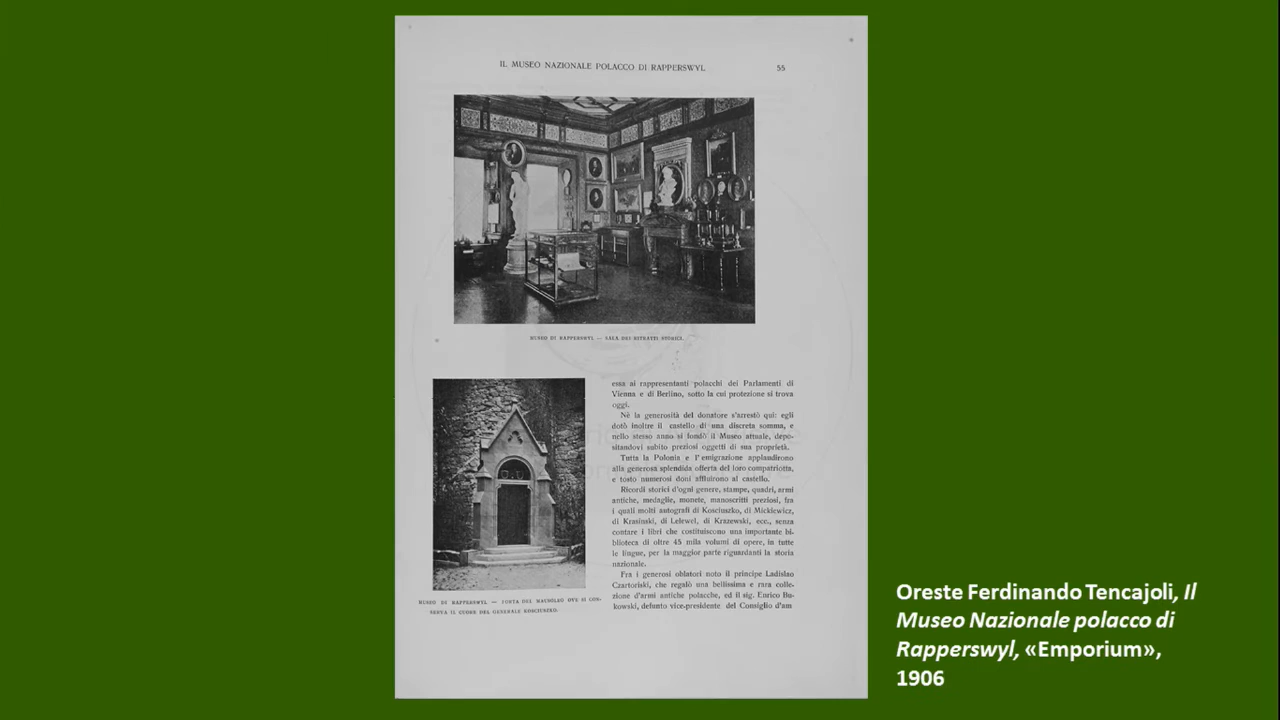 IL MUSEO NAZIONALE POLACCO DI RAPPERSWYL 55
MUSEO DI RAPPERSWYL — SALA DEI RITRATTI STORICI.
essa ai rappresentanti polacchi dei Parlamenti di
Vienna e di Berlino, sotto la cui protezione si trova
oggi.
Nè la generosità del donatore s'arrestò qui: egli
dotò inoltre il castello di una discreta somma, e
nello stesso anno si fondò il Museo attuale, depo-
sitandovi subito preziosi oggetti di sua proprietà.
Tutta la Polonia e l'emigrazione applaudirono
alla generosa splendida offerta del loro compatriotta,
e tosto numerosi doni affluirono al castello.
Ricordi storici d'ogni genere, stampe, quadri, armi
antiche, medaglie, monete, manoscritti preziosi, fra
i quali molti autografi di Kosciuszko, di Mickiewicz,
di Krasinski, di Lelewel, di Krazewski, ecc., senza
contare i libri che costituiscono una importante bi-
blioteca di oltre 45 mila volumi di opere, in tutte
le lingue, per la maggior parte riguardanti la storia
nazionale.
Fra i generosi oblatori noto il principe Ladislao
Czartoriski, che regalò una bellissima e rara colle-
zione d'armi antiche polacche, ed il sig. Enrico Bu-
kowski, defunto vice-presidente del Consiglio d'am
MUSEO DI RAPPERSWYL — PORTA DEL MAUSOLEO OVE SI CON-
SERVA IL CUORE DEL GENERALE KOSCIUSZKO.
Oreste Ferdinando Tencajoli, Il
Museo Nazionale polacco di
Rapperswyl, «Emporium»,
1906